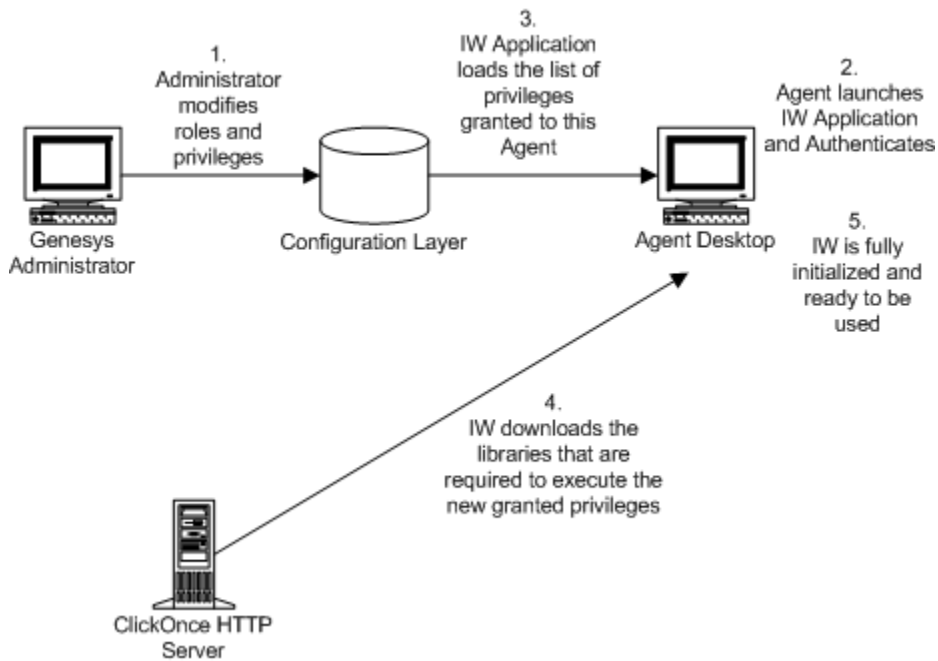 1.
Administrator
modifies
roles and
privileges
3.
IW Application
loads the list of
privileges
granted to this
Agent
2.
Agent launches
IW Application
and Authenticates
Genesys
Administrator
Configuration Layer
Agent Desktop
5.
IW is fully
initialized and
ready to be
used
4.
IW downloads the
libraries that are
required to execute the
new granted privileges
ClickOnce HTTP
Server